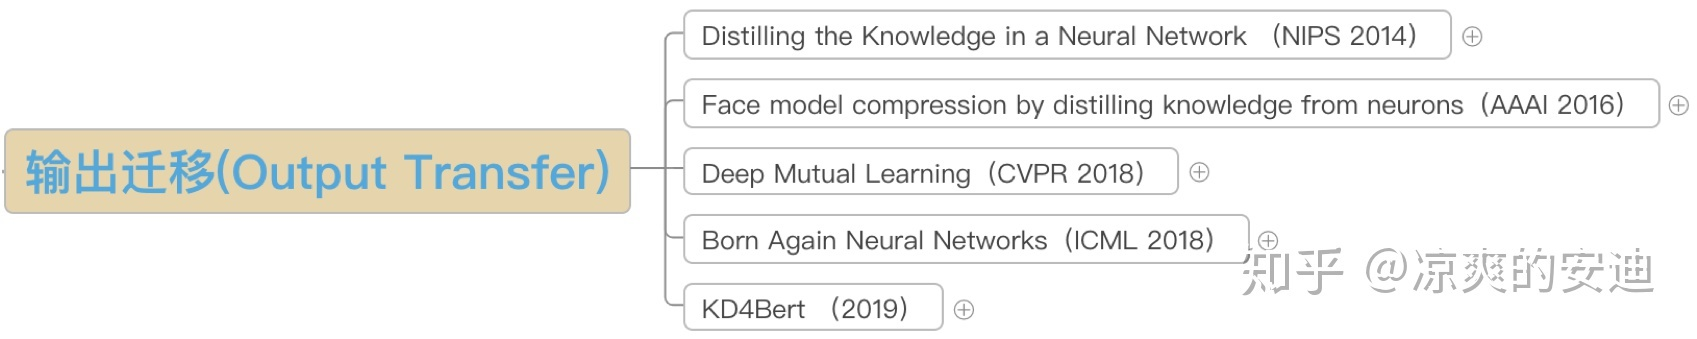 Distilling the Knowledge in a Neural Network （NIPS 2014）
Face model compression by distilling knowledge from neurons（AAAI 2016）
输出迁移(Output Transfer)
Deep Mutual Learning（CVPR 2018）
Born Again Neural Networks（ICML 2018）
知乎 @凉爽的安迪
KD4Bert （2019）